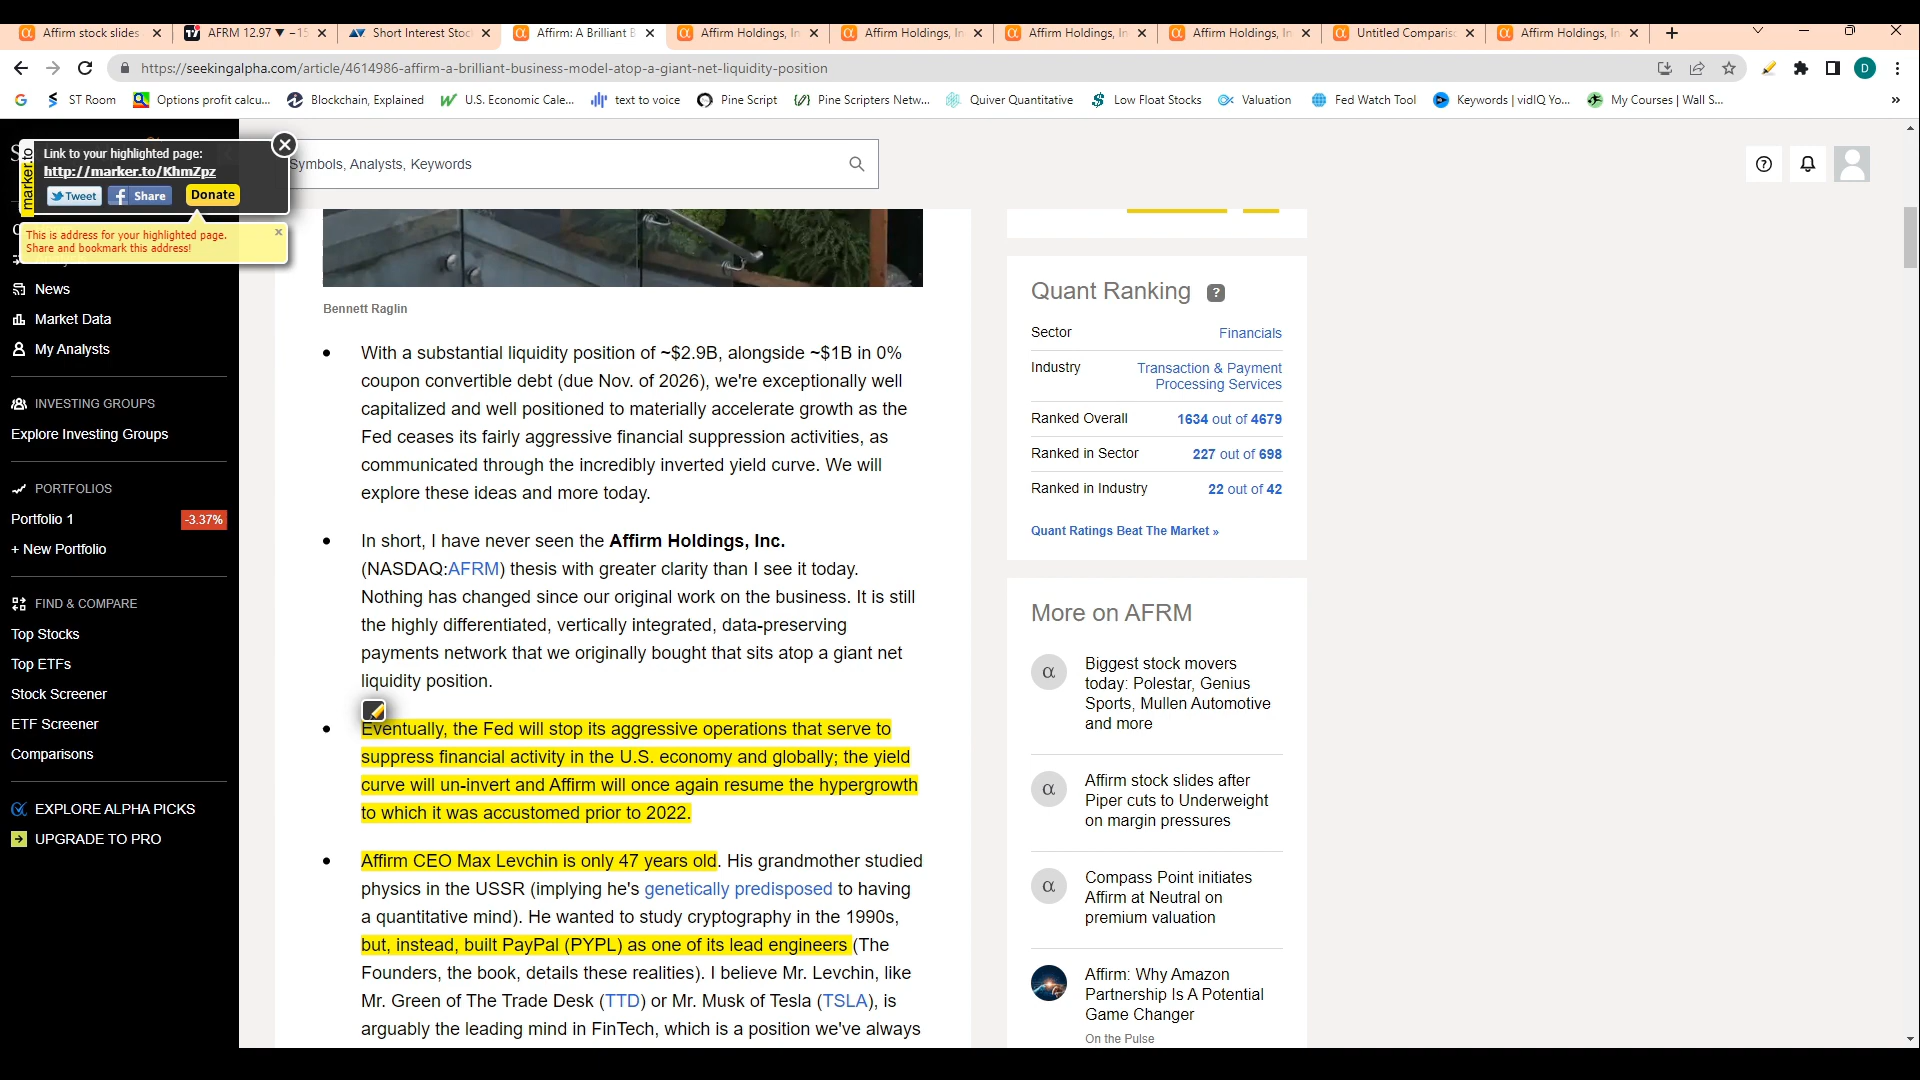 Affirm stock slides
AFRM 12.97 ▼ −15
Short Interest Stoc
Affirm: A Brilliant B
Affirm Holdings, In
Affirm Holdings, In
Affirm Holdings, In
Affirm Holdings, In
Untitled Comparis
Affirm Holdings, In
https://seekingalpha.com/article/4614986-affirm-a-brilliant-business-model-atop-a-giant-net-liquidity-position
D
ST Room
Options profit calcu...
Blockchain, Explained
U.S. Economic Cale...
text to voice
Pine Script
Pine Scripters Netw...
Quiver Quantitative
Low Float Stocks
Valuation
Fed Watch Tool
Keywords | vidIQ Yo...
My Courses | Wall S...
»
marker.to
Link to your highlighted page:
http://marker.to/KhmZpz
Tweet
Share
Donate
This is address for your highlighted page.
Share and bookmark this address!
Symbols, Analysts, Keywords
News
Market Data
My Analysts
INVESTING GROUPS
Explore Investing Groups
PORTFOLIOS
Portfolio 1
-3.37%
+ New Portfolio
FIND & COMPARE
Top Stocks
Top ETFs
Stock Screener
ETF Screener
Comparisons
EXPLORE ALPHA PICKS
UPGRADE TO PRO
Bennett Raglin
• With a substantial liquidity position of ~$2.9B, alongside ~$1B in 0%
coupon convertible debt (due Nov. of 2026), we're exceptionally well
capitalized and well positioned to materially accelerate growth as the
Fed ceases its fairly aggressive financial suppression activities, as
communicated through the incredibly inverted yield curve. We will
explore these ideas and more today.
• In short, I have never seen the Affirm Holdings, Inc.
(NASDAQ:AFRM) thesis with greater clarity than I see it today.
Nothing has changed since our original work on the business. It is still
the highly differentiated, vertically integrated, data-preserving
payments network that we originally bought that sits atop a giant net
liquidity position.
• Eventually, the Fed will stop its aggressive operations that serve to
suppress financial activity in the U.S. economy and globally; the yield
curve will un-invert and Affirm will once again resume the hypergrowth
to which it was accustomed prior to 2022.
• Affirm CEO Max Levchin is only 47 years old. His grandmother studied
physics in the USSR (implying he's genetically predisposed to having
a quantitative mind). He wanted to study cryptography in the 1990s,
but, instead, built PayPal (PYPL) as one of its lead engineers (The
Founders, the book, details these realities). I believe Mr. Levchin, like
Mr. Green of The Trade Desk (TTD) or Mr. Musk of Tesla (TSLA), is
arguably the leading mind in FinTech, which is a position we've always
Quant Ranking ?
Sector
Financials
Industry
Transaction & Payment
Processing Services
Ranked Overall
1634 out of 4679
Ranked in Sector
227 out of 698
Ranked in Industry
22 out of 42
Quant Ratings Beat The Market »
More on AFRM
Biggest stock movers
today: Polestar, Genius
Sports, Mullen Automotive
and more
Affirm stock slides after
Piper cuts to Underweight
on margin pressures
Compass Point initiates
Affirm at Neutral on
premium valuation
Affirm: Why Amazon
Partnership Is A Potential
Game Changer
On the Pulse